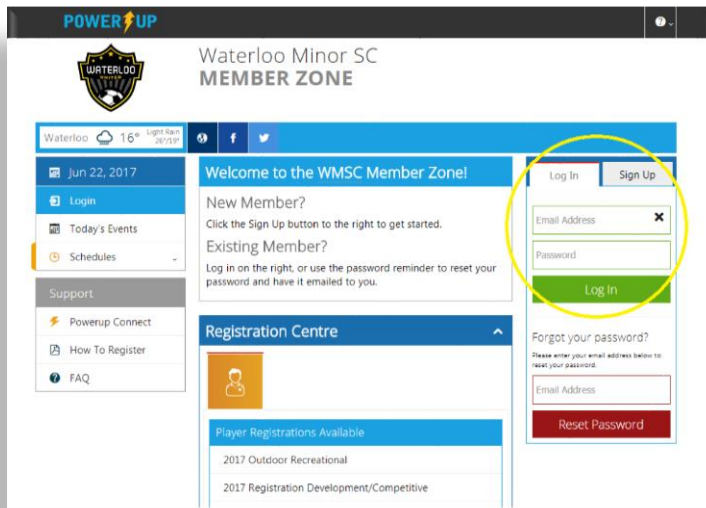 POWER UP
?
WATERLOO
UNITED
Waterloo Minor SC
MEMBER ZONE
Waterloo 16° Light Rain
26°/19°
f
Jun 22, 2017
Login
Today's Events
Schedules
Support
Powerup Connect
How To Register
? FAQ
Welcome to the WMSC Member Zone!
New Member?
Click the Sign Up button to the right to get started.
Existing Member?
Log in on the right, or use the password reminder to reset your
password and have it emailed to you.
Registration Centre
Player Registrations Available
2017 Outdoor Recreational
2017 Registration Development/Competitive
Log In Sign Up
Email Address
Password
Log In
Forgot your password?
Please enter your email address below to
reset your password.
Email Address
Reset Password